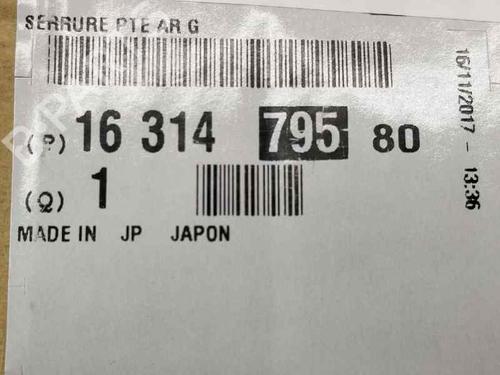 SERRURE PTE AR G
(P) 16 314 795 80
(Q) 1
MADE IN JP JAPON
16/11/2017 - 13:36